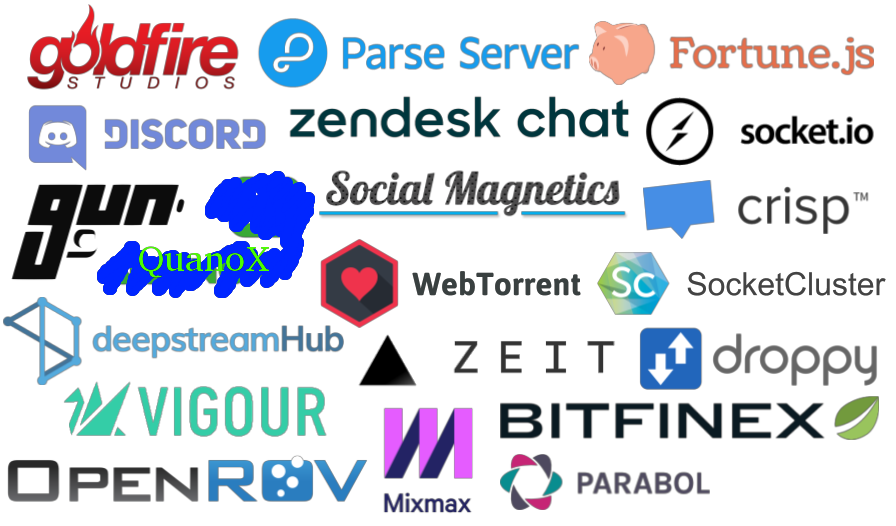 goldfire
STUDIOS
Parse Server
Fortune.js
DISCORD
zendesk chat
socket.io
gun
Social Magnetics
crisp™
QuanoX
WebTorrent
Sc
SocketCluster
deepstreamHub
ZEIT
droppy
VIGOUR
BITFINEX
OPENROV
Mixmax
PARABOL